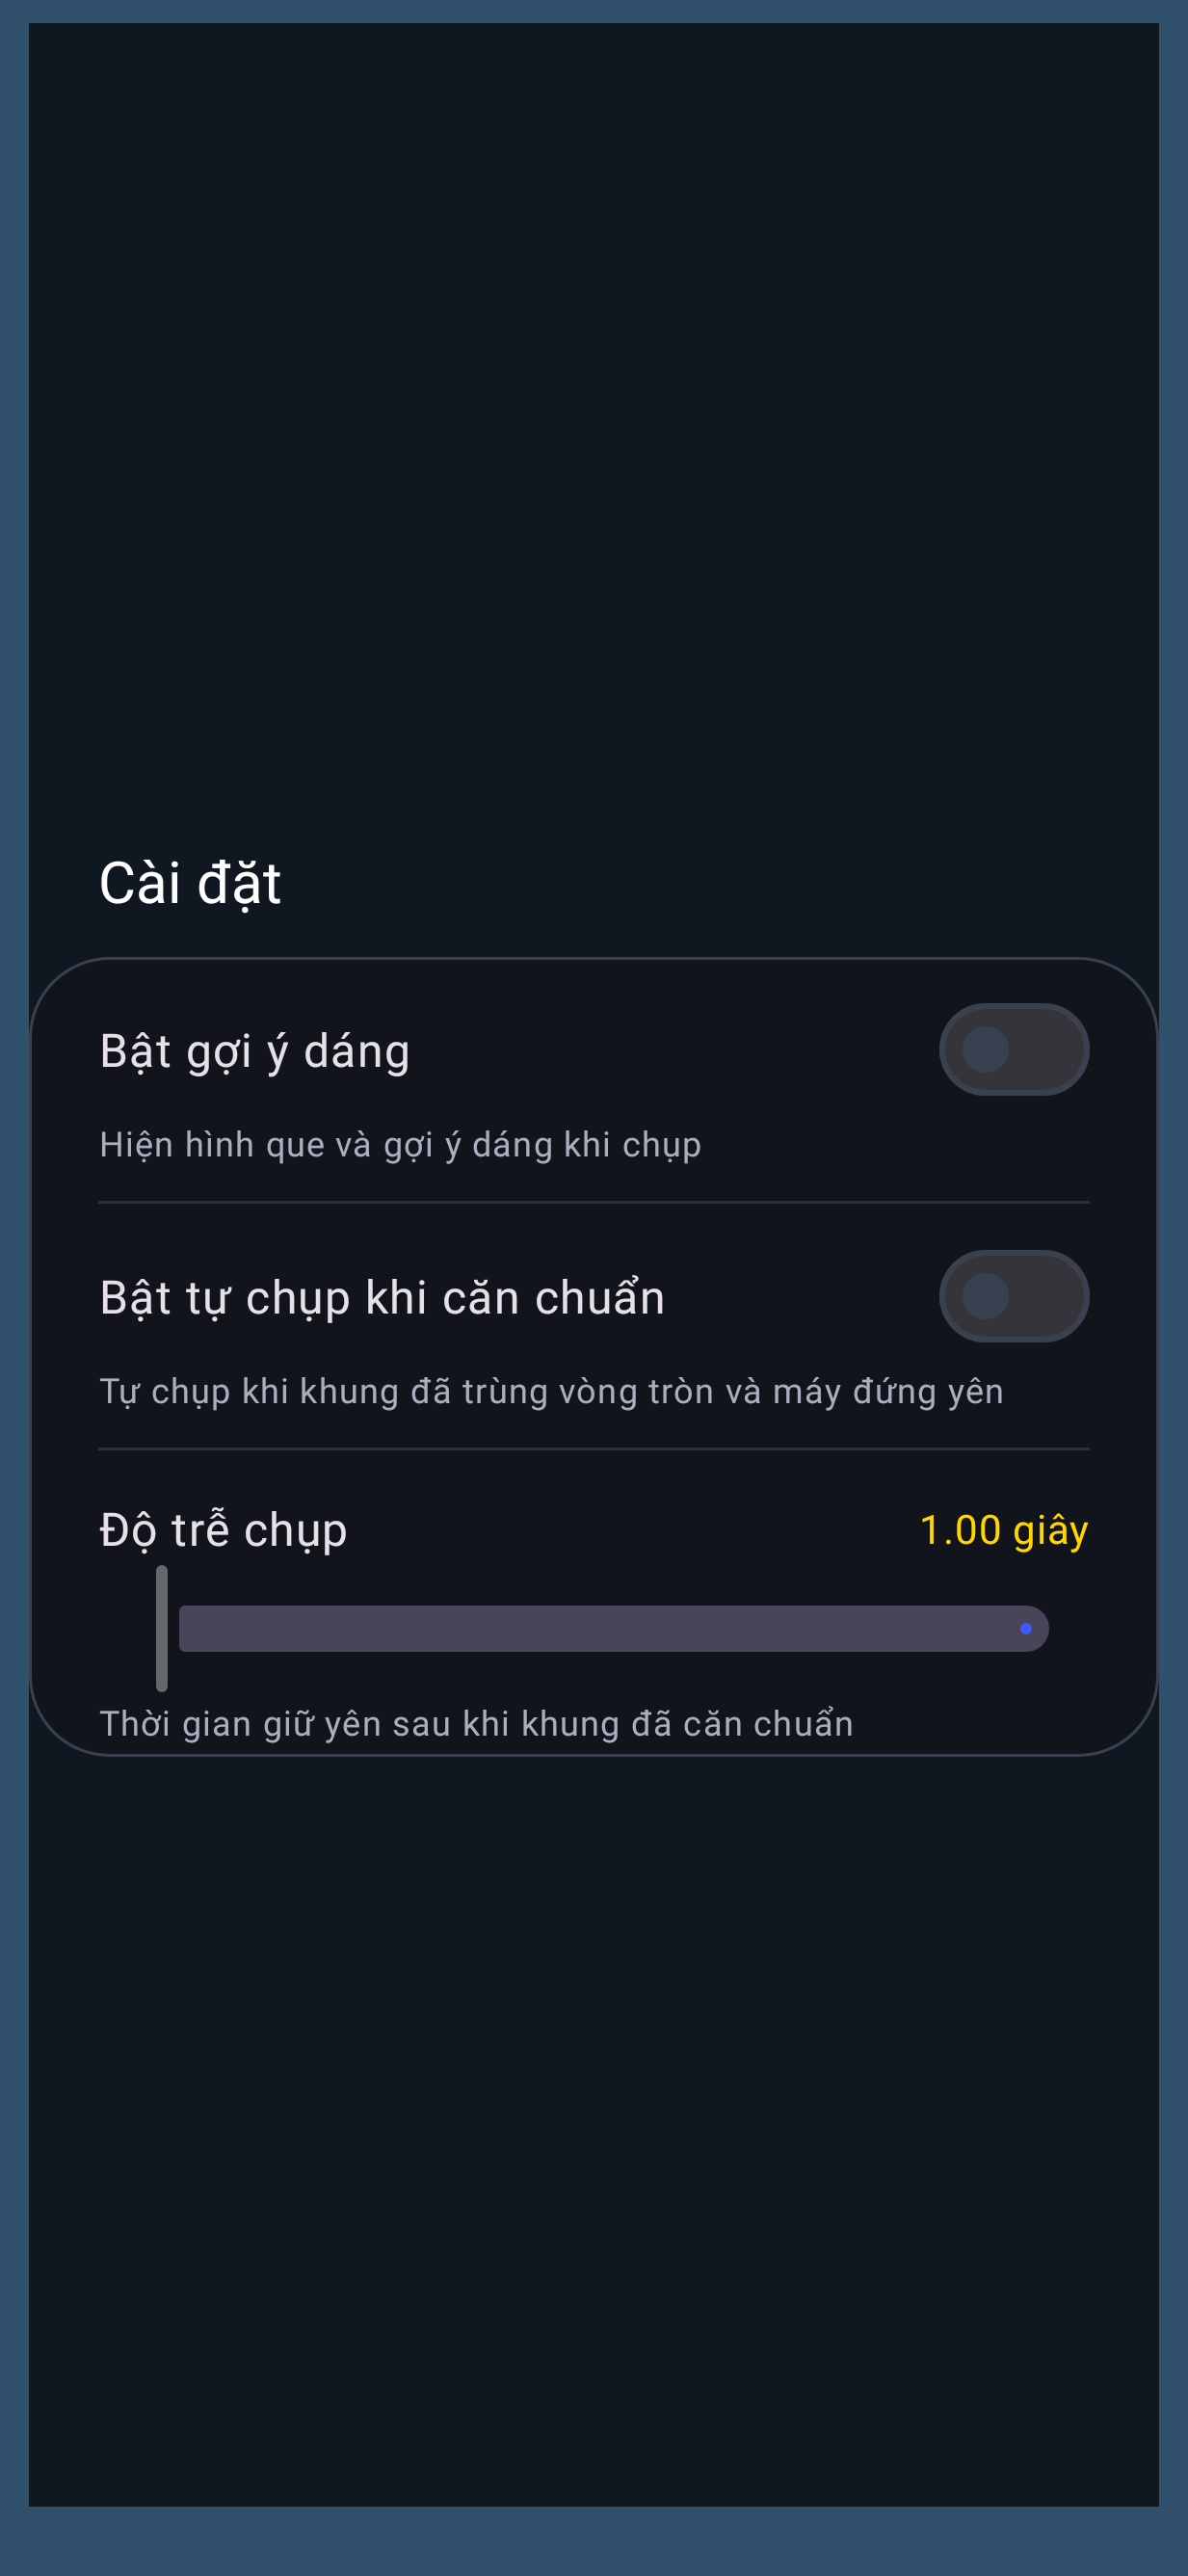 Cài đặt
Bật gợi ý dáng
Hiện hình que và gợi ý dáng khi chụp
Bật tự chụp khi căn chuẩn
Tự chụp khi khung đã trùng vòng tròn và máy đứng yên
Độ trễ chụp 1.00 giây
Thời gian giữ yên sau khi khung đã căn chuẩn